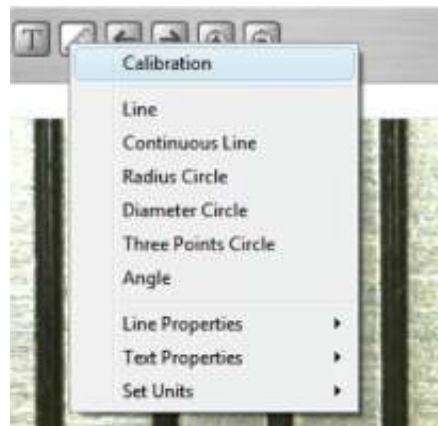 T
Calibration
Line
Continuous Line
Radius Circle
Diameter Circle
Three Points Circle
Angle
Line Properties
Text Properties
Set Units